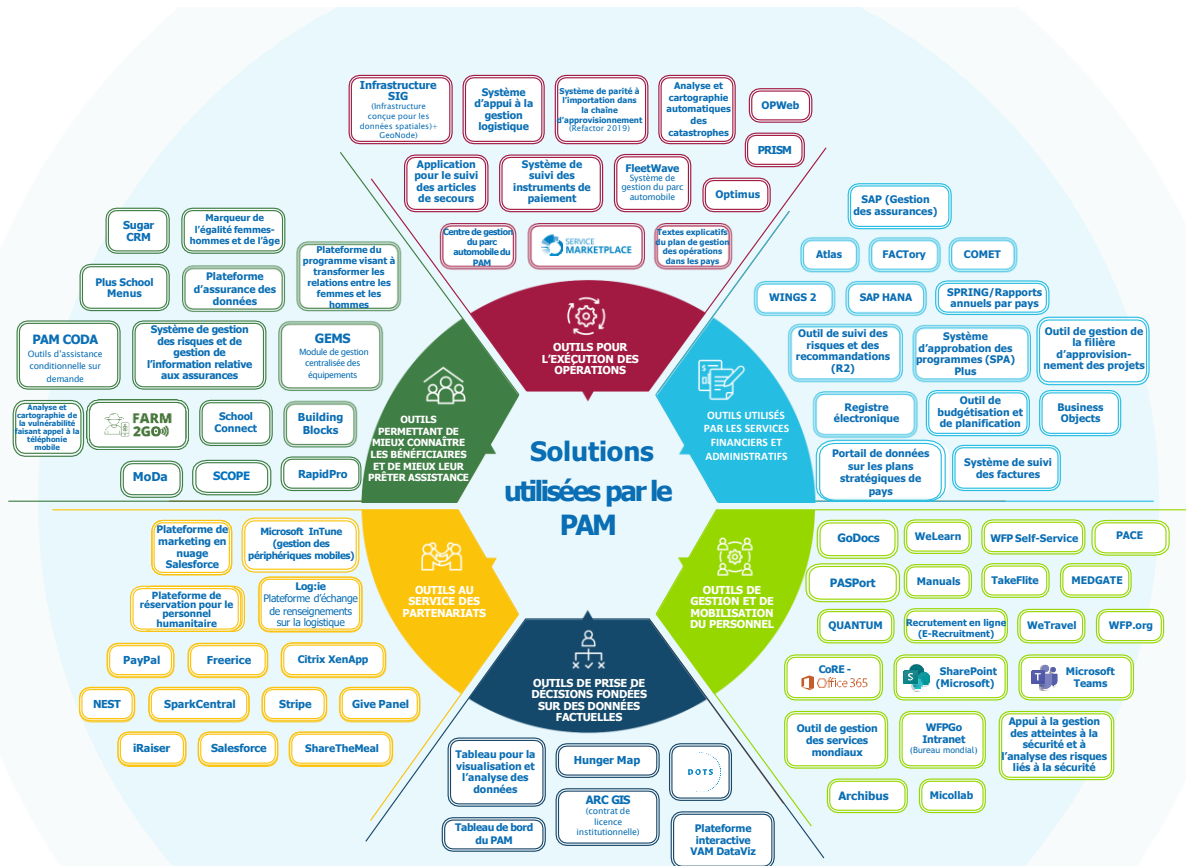 Infrastructure
SIG
(Infrastructure
conçue pour les
données spatiales)+
GeoNode)
Système
d'appui à la
gestion
logistique
Système de parité à
l'importation dans
la chaîne
d'approvisionnement
(Refactor 2019)
Analyse et
cartographie
automatiques
des
catastrophes
OPWeb
PRISM
Application
pour le suivi
des articles
de secours
Système de
suivi des
instruments de
paiement
FleetWave
Système de
gestion du parc
automobile
Optimus
Centre de gestion
du parc
automobile du
PAM
SERVICE
MARKETPLACE
Textes explicatifs
du plan de gestion
des opérations
dans les pays
OUTILS POUR
L'EXÉCUTION DES
OPÉRATIONS
Sugar
CRM
Marqueur de
l'égalité femmes-
hommes et de l'âge
Plus School
Menus
Plateforme
d'assurance des
données
Plateforme du
programme visant à
transformer les
relations entre les
femmes et les
hommes
PAM CODA
Outils d'assistance
conditionnelle sur
demande
Système de gestion
des risques et de
gestion de
l'information relative
aux assurances
GEMS
Module de gestion
centralisée des
équipements
Analyse et
cartographie de
la vulnérabilité
faisant appel à la
téléphonie
mobile
FARM
2GO
School
Connect
Building
Blocks
MoDa
SCOPE
RapidPro
OUTILS
PERMETTANT DE
MIEUX CONNAÎTRE
LES BÉNÉFICIAIRES
ET DE MIEUX LEUR
PRÊTER ASSISTANCE
SAP (Gestion
des assurances)
Atlas
FACTory
COMET
WINGS 2
SAP HANA
SPRING/Rapports
annuels par pays
Outil de suivi des
risques et des
recommandations
(R2)
Système
d'approbation des
programmes (SPA)
Plus
Outil de gestion de
la filière
d'approvision-
nement des projets
Registre
électronique
Outil de
budgétisation et
de planification
Business
Objects
Portail de données
sur les plans
stratégiques de
pays
Système de suivi
des factures
OUTILS UTILISÉS
PAR LES SERVICES
FINANCIERS ET
ADMINISTRATIFS
Solutions
utilisées par le
PAM
Plateforme de
marketing en
nuage
Salesforce
Microsoft InTune
(gestion des
périphériques mobiles)
Plateforme de
réservation pour le
personnel
humanitaire
Log:ie
Plateforme d'échange
de renseignements
sur la logistique
PayPal
Freerice
Citrix XenApp
NEST
SparkCentral
Stripe
Give Panel
iRaiser
Salesforce
ShareTheMeal
OUTILS AU
SERVICE DES
PARTENARIATS
OUTILS DE PRISE DE
DÉCISIONS FONDÉES
SUR DES DONNÉES
FACTUELLES
Tableau pour la
visualisation et
l'analyse des
données
Hunger Map
DOTS
ARC GIS
(contrat de
licence
institutionnelle)
Tableau de bord
du PAM
Plateforme
interactive
VAM DataViz
OUTILS DE
GESTION ET DE
MOBILISATION
DU PERSONNEL
GoDocs
WeLearn
WFP Self-Service
PACE
PASPort
Manuals
TakeFlite
MEDGATE
QUANTUM
Recrutement en ligne
(E-Recruitment)
WeTravel
WFP.org
CoRE -
Office 365
SharePoint
(Microsoft)
Microsoft
Teams
Outil de gestion
des services
mondiaux
WFPGo
Intranet
(Bureau mondial)
Appui à la gestion
des atteintes à la
sécurité et à
l'analyse des risques
liés à la sécurité
Archibus
Micollab